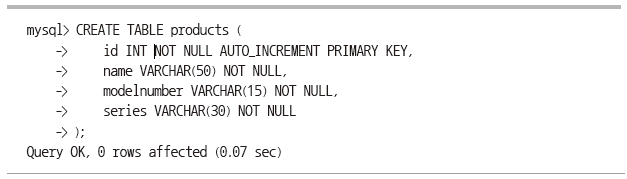 mysql> CREATE TABLE products (
    ->     id INT NOT NULL AUTO_INCREMENT PRIMARY KEY,
    ->     name VARCHAR(50) NOT NULL,
    ->     modelnumber VARCHAR(15) NOT NULL,
    ->     series VARCHAR(30) NOT NULL
    -> );
Query OK, 0 rows affected (0.07 sec)